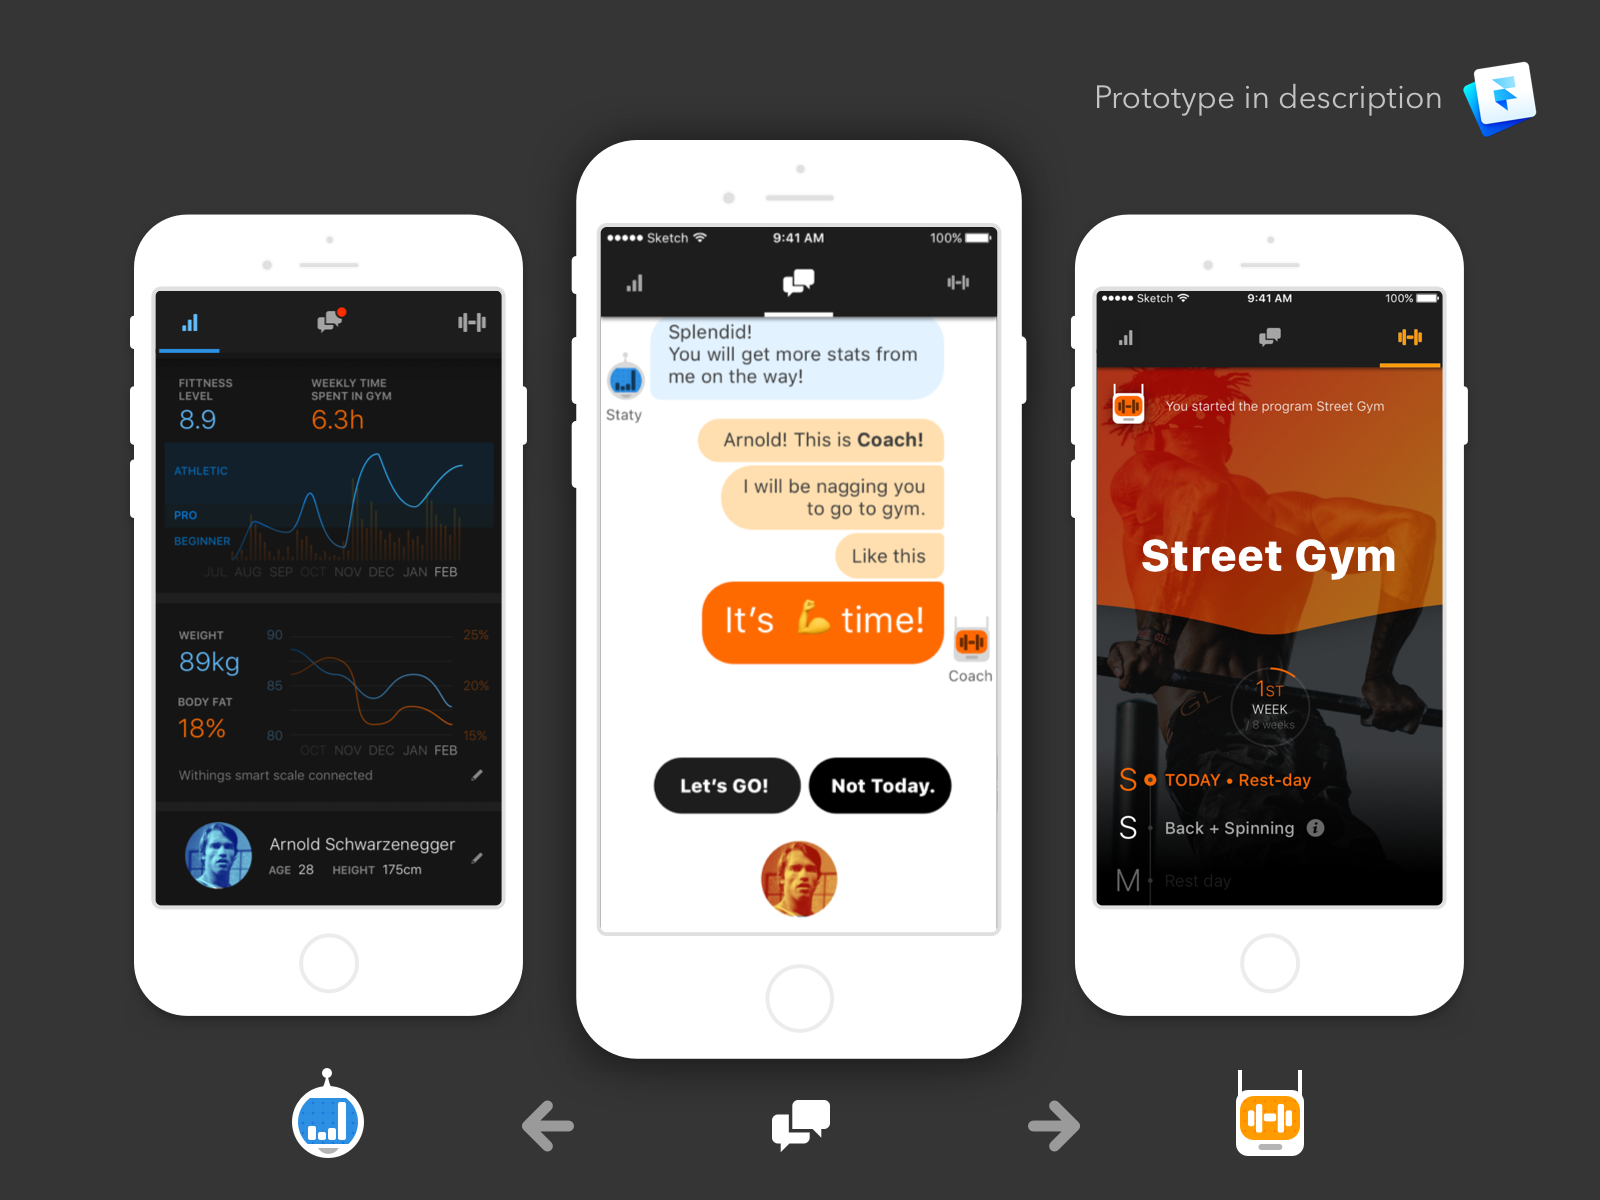 Prototype in description
FITTNESS
LEVEL
8.9
WEEKLY TIME
SPENT IN GYM
6.3h
ATHLETIC
PRO
BEGINNER
JUL AUG SEP OCT NOV DEC JAN FEB
WEIGHT
89kg
BODY FAT
18%
90
85
80
25%
20%
15%
OCT NOV DEC JAN FEB
Withings smart scale connected
Arnold Schwarzenegger
AGE 28 HEIGHT 175cm
Sketch 9:41 AM 100%
Splendid!
You will get more stats from
me on the way!
Staty
Arnold! This is Coach!
I will be nagging you
to go to gym.
Like this
It's 💪 time!
Coach
Let's GO!
Not Today.
Sketch 9:41 AM 100%
You started the program Street Gym
Street Gym
1ST
WEEK
/ 8 weeks
S TODAY • Rest-day
S Back + Spinning i
M Rest day